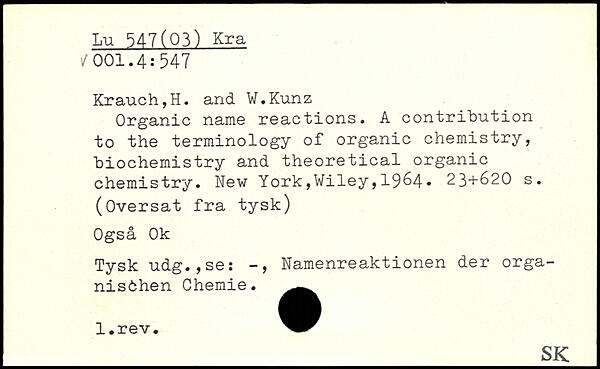 Lu 547(03) Kra
√ 001.4:547
Krauch,H. and W.Kunz
Organic name reactions. A contribution
to the terminology of organic chemistry,
biochemistry and theoretical organic
chemistry. New York,Wiley,1964. 23+620 s.
(Oversat fra tysk)
Også Ok
Tysk udg.,se: -, Namenreaktionen der orga-
nischen Chemie.
1.rev.
SK